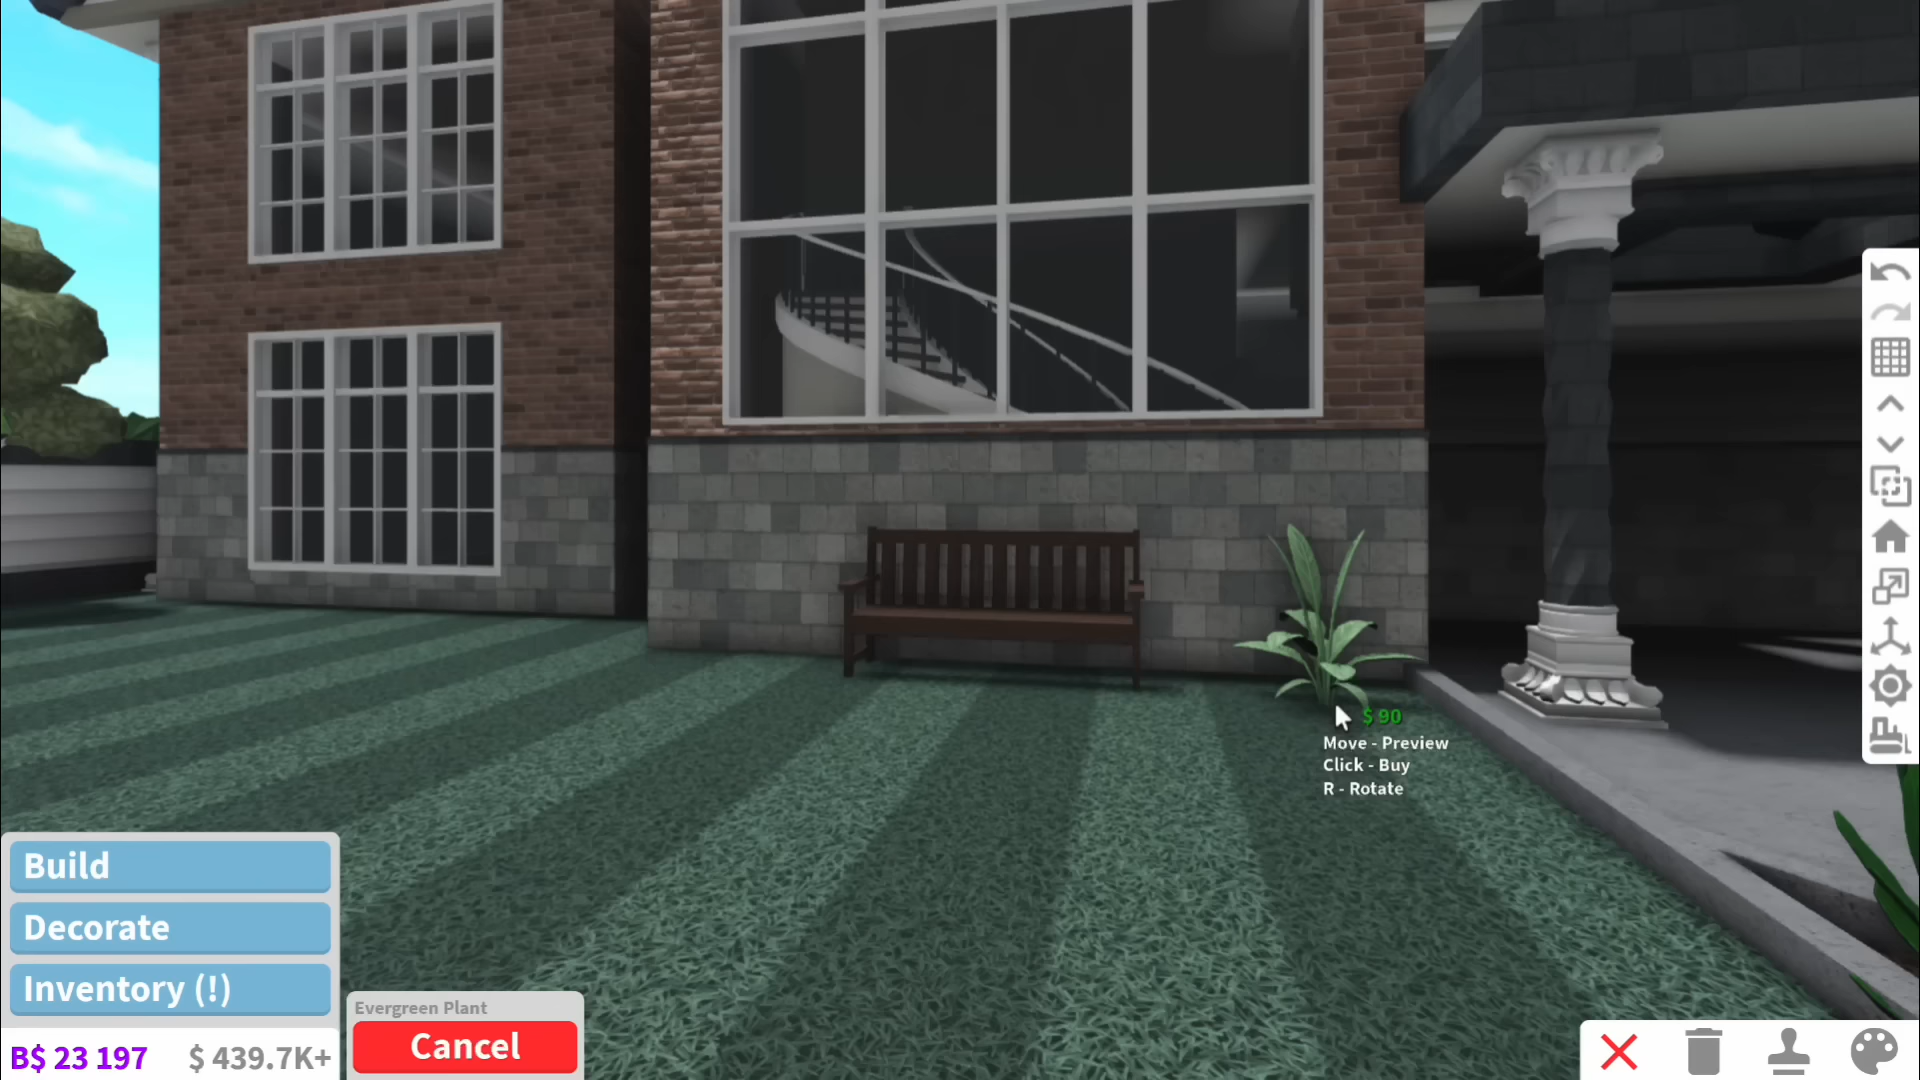 $ 90
Move - Preview
Click - Buy
R - Rotate
Build
Decorate
Inventory (!)
Evergreen Plant
Cancel
B$ 23 197 $ 439.7K+